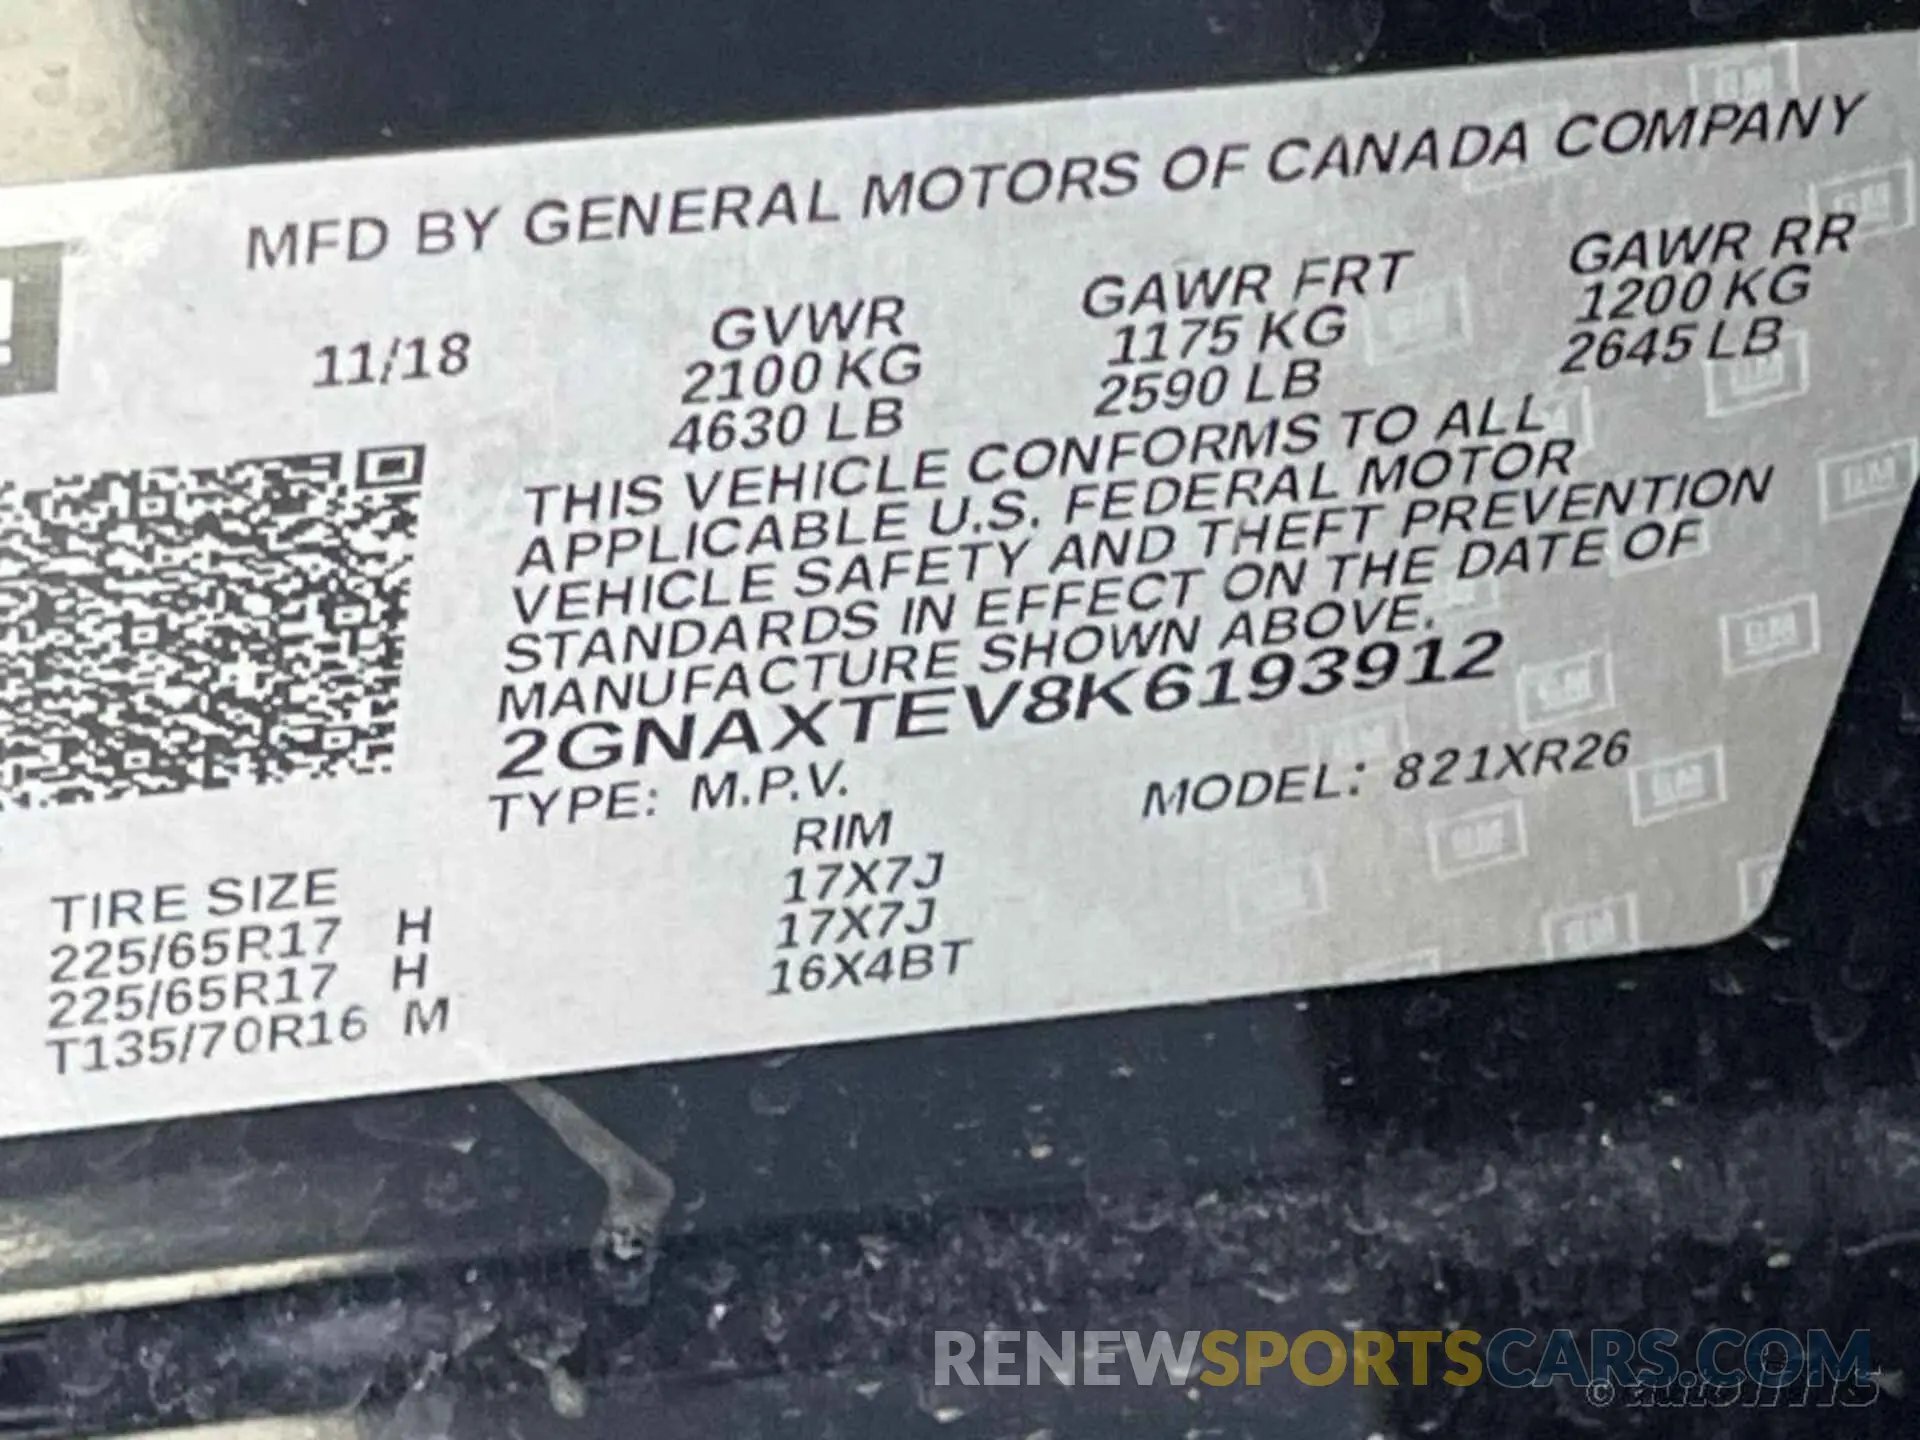 MFD BY GENERAL MOTORS OF CANADA COMPANY
11/18
GVWR
2100 KG
4630 LB
GAWR FRT
1175 KG
2590 LB
GAWR RR
1200 KG
2645 LB
THIS VEHICLE CONFORMS TO ALL
APPLICABLE U.S. FEDERAL MOTOR
VEHICLE SAFETY AND THEFT PREVENTION
STANDARDS IN EFFECT ON THE DATE OF
MANUFACTURE SHOWN ABOVE.
2GNAXTEV8K6193912
TYPE: M.P.V.
MODEL: 821XR26
TIRE SIZE
RIM
225/65R17 H
17X7J
225/65R17 H
17X7J
T135/70R16 M
16X4BT
GM
RENEWSPORTSCARS.COM